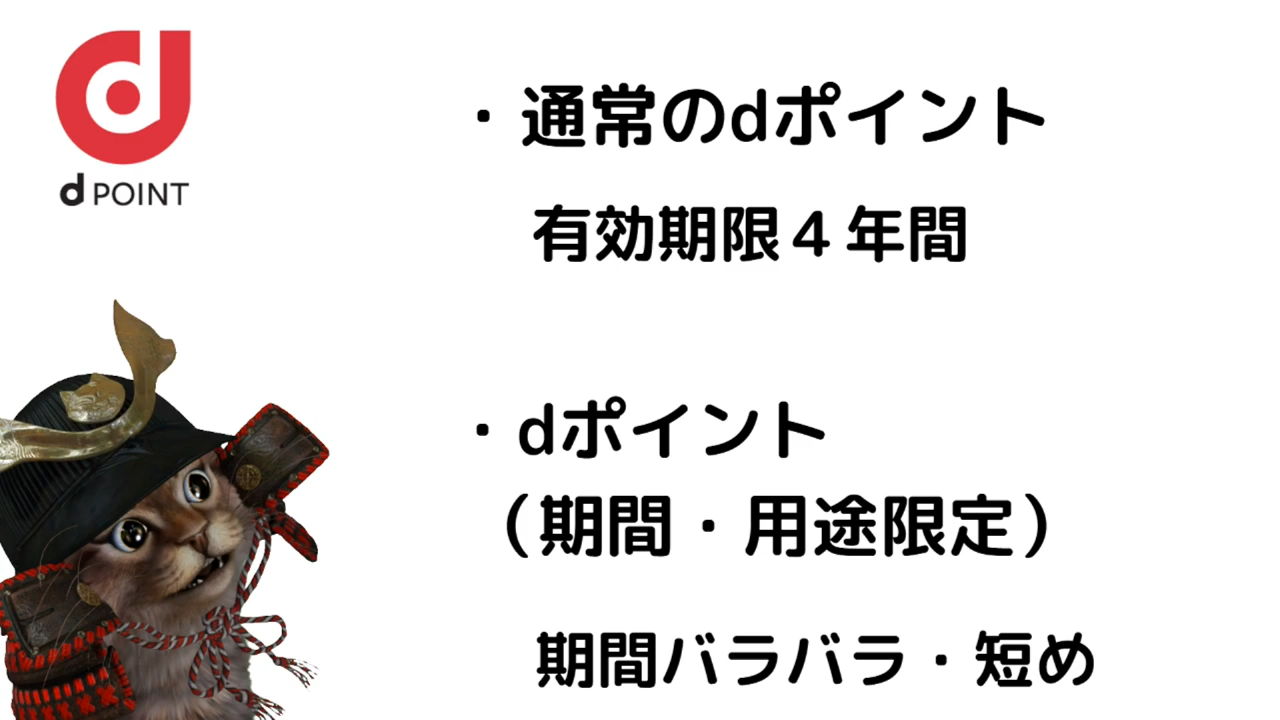 d POINT
・通常のdポイント
有効期限４年間
・dポイント
（期間・用途限定）
期間バラバラ・短め